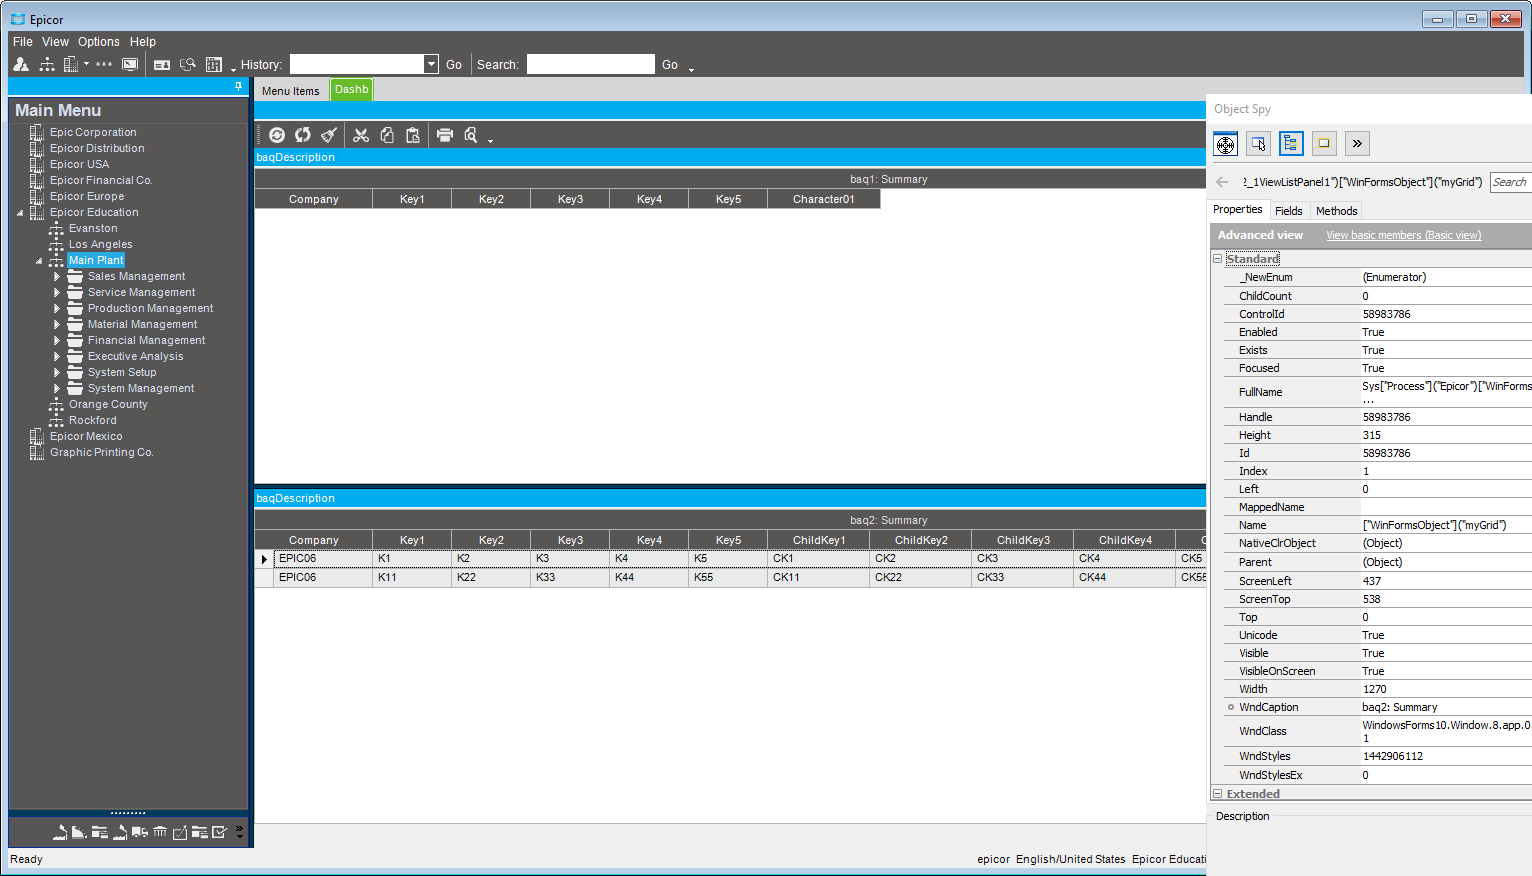 Epicor
File View Options Help
History: Go Search: Go
Main Menu
Epic Corporation
Epicor Distribution
Epicor USA
Epicor Financial Co.
Epicor Europe
Epicor Education
Evanston
Los Angeles
Main Plant
Sales Management
Service Management
Production Management
Material Management
Financial Management
Executive Analysis
System Setup
System Management
Orange County
Rockford
Epicor Mexico
Graphic Printing Co.
Menu Items Dashb
baqDescription
baq1: Summary
Company Key1 Key2 Key3 Key4 Key5 Character01
baqDescription
baq2: Summary
Company Key1 Key2 Key3 Key4 Key5 ChildKey1 ChildKey2 ChildKey3 ChildKey4 C
EPIC06 K1 K2 K3 K4 K5 CK1 CK2 CK3 CK4 CK5
EPIC06 K11 K22 K33 K44 K55 CK11 CK22 CK33 CK44 CK55
Object Spy
2_1ViewListPanel1")["WinFormsObject"]("myGrid") Search
Properties Fields Methods
Advanced view View basic members (Basic view)
Standard
_NewEnum (Enumerator)
ChildCount 0
ControlId 58983786
Enabled True
Exists True
Focused True
FullName Sys["Process"]("Epicor")["WinForms
...
Handle 58983786
Height 315
Id 58983786
Index 1
Left 0
MappedName
Name ["WinFormsObject"]("myGrid")
NativeClrObject (Object)
Parent (Object)
ScreenLeft 437
ScreenTop 538
Top 0
Unicode True
Visible True
VisibleOnScreen True
Width 1270
WndCaption baq2: Summary
WndClass WindowsForms10.Window.8.app.0
1
WndStyles 1442906112
WndStylesEx 0
Extended
Description
Ready
epicor English/United States Epicor Educati